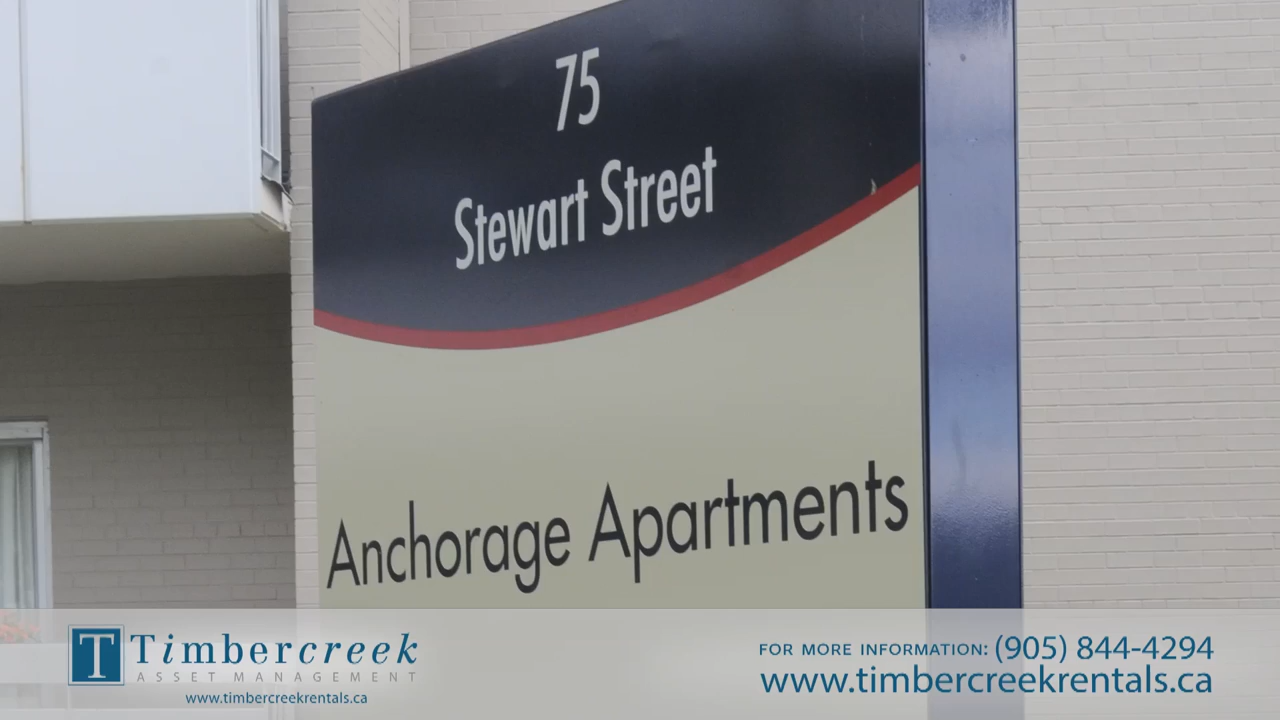 75
Stewart Street
Anchorage Apartments
T Timbercreek
ASSET MANAGEMENT
www.timbercreekrentals.ca
FOR MORE INFORMATION: (905) 844-4294
www.timbercreekrentals.ca